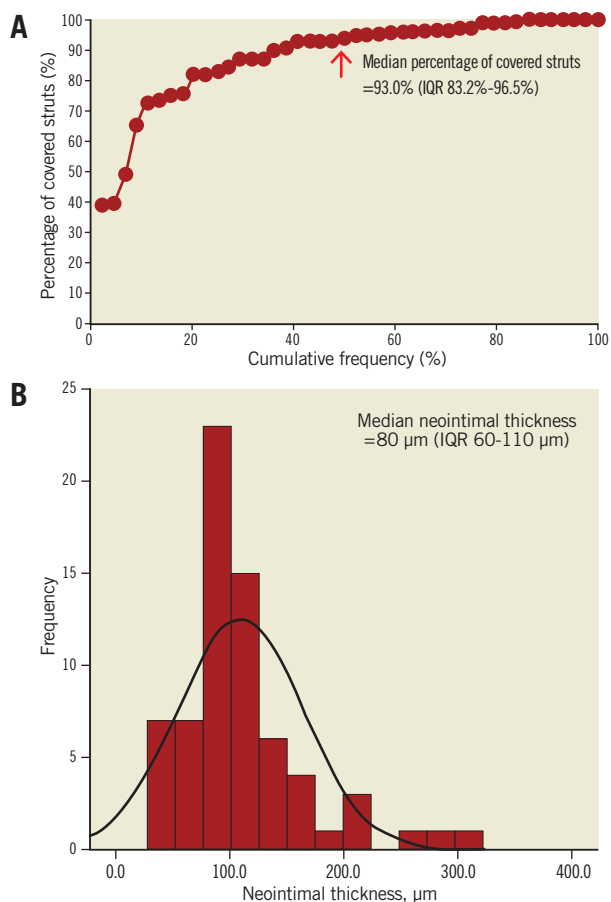 A
Percentage of covered struts (%)
100
90
80
70
60
50
40
30
20
10
0
Median percentage of covered struts
=93.0% (IQR 83.2%-96.5%)
0
20
40
60
80
100
Cumulative frequency (%)
B
Frequency
25
20
15
10
5
0
Median neointimal thickness
=80 µm (IQR 60-110 µm)
0.0
100.0
200.0
300.0
400.0
Neointimal thickness, µm